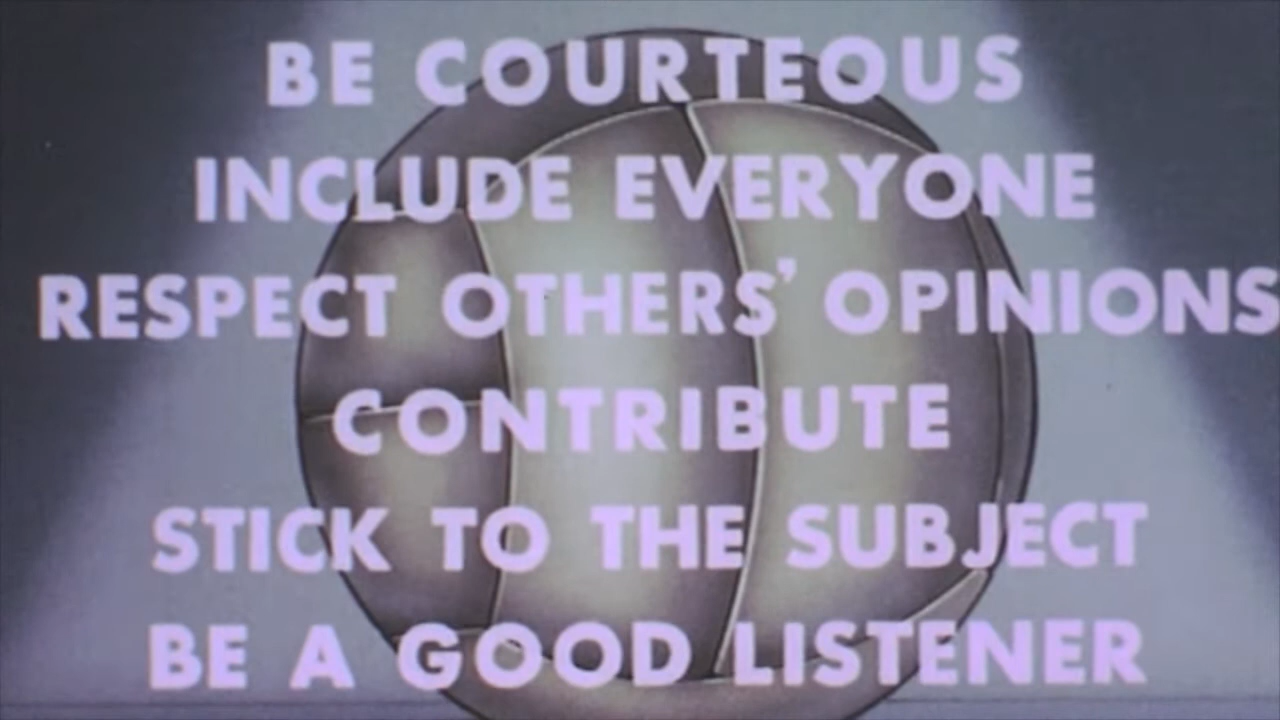 BE COURTEOUS
INCLUDE EVERYONE
RESPECT OTHERS' OPINIONS
CONTRIBUTE
STICK TO THE SUBJECT
BE A GOOD LISTENER